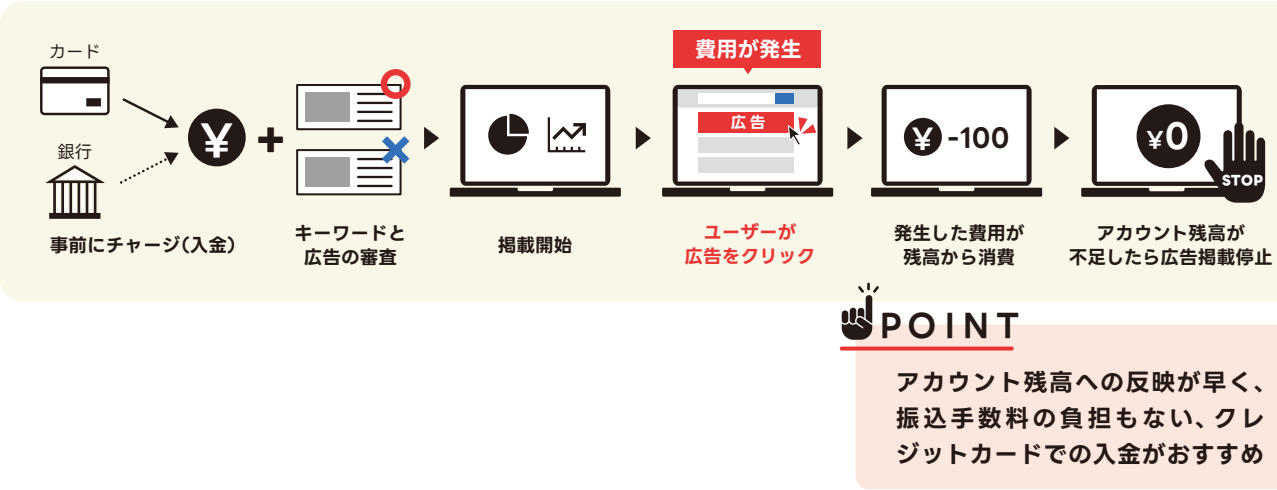 カード
銀行
¥
事前にチャージ(入金)
キーワードと
広告の審査
掲載開始
費用が発生
広告
ユーザーが
広告をクリック
¥ -100
発生した費用が
残高から消費
¥0
STOP
アカウント残高が
不足したら広告掲載停止
POINT
アカウント残高への反映が早く、
振込手数料の負担もない、クレ
ジットカードでの入金がおすすめ